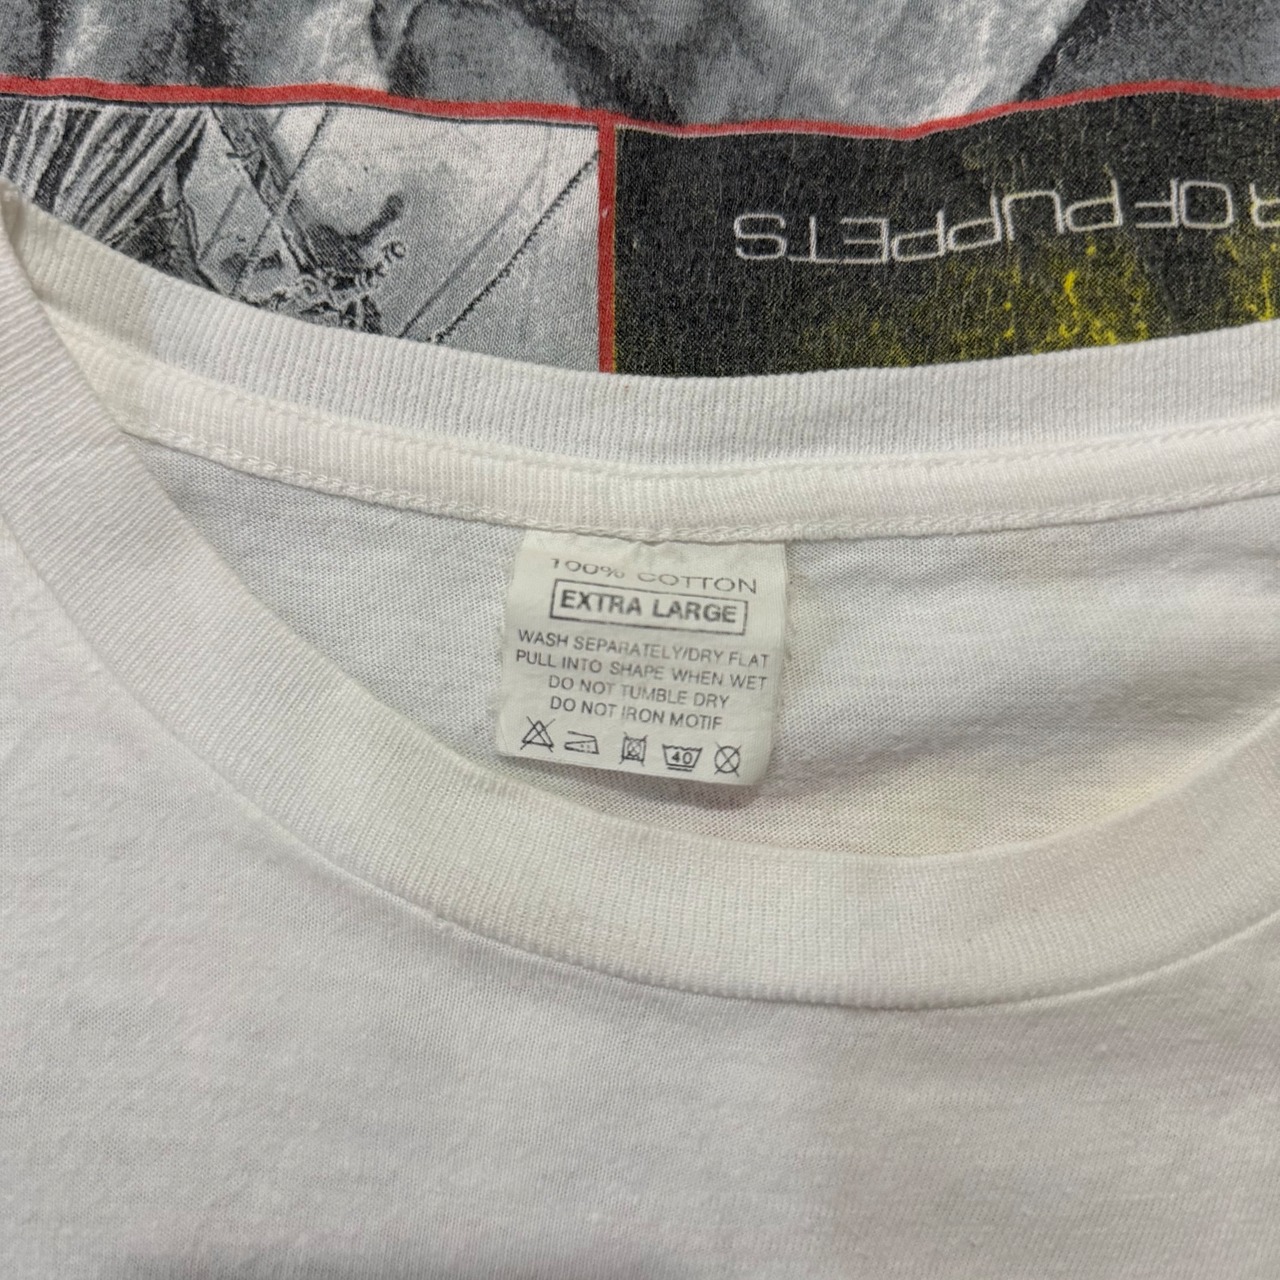 R OF PUPPETS
100% COTTON
EXTRA LARGE
WASH SEPARATELY/DRY FLAT
PULL INTO SHAPE WHEN WET
DO NOT TUMBLE DRY
DO NOT IRON MOTIF
40